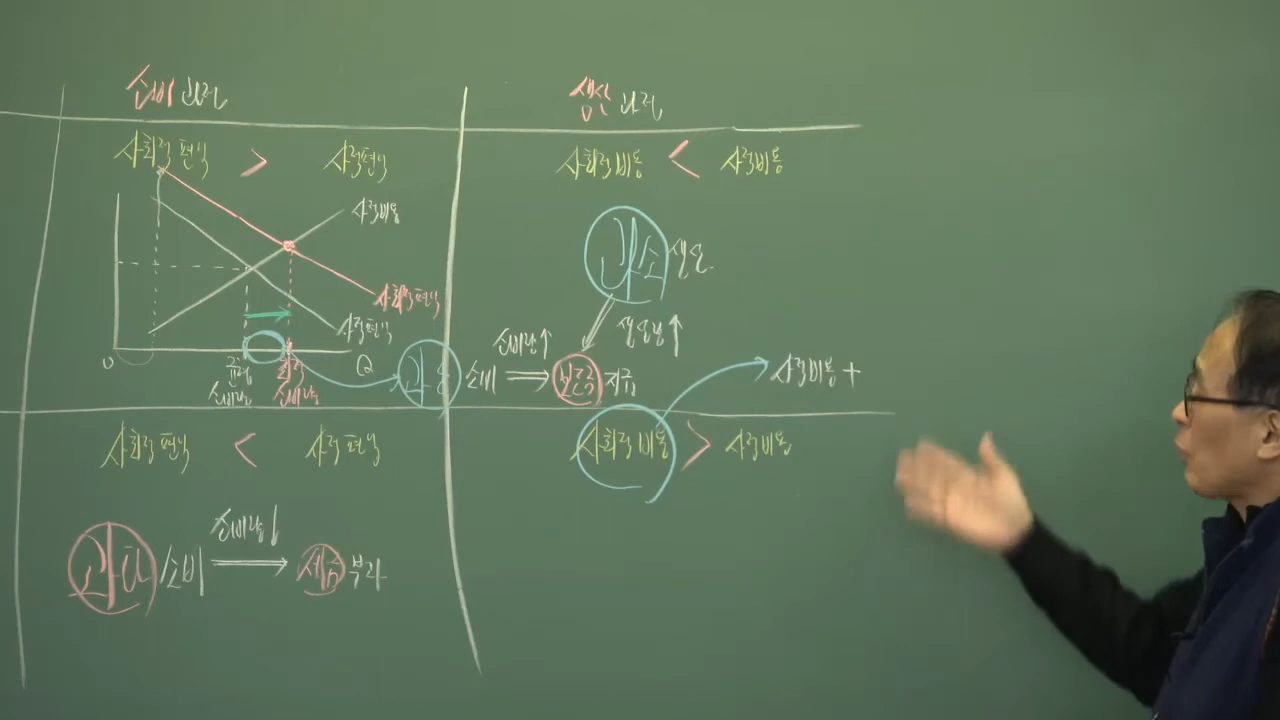 소비 과정
생산 과정
사회적 편익 > 사적편익
사회적비용 < 사적비용
사적비용
과소 생산
사회적편익
생산량↑
사적편익
0
Q
균형 소비량
최적 소비량
과소 소비
소비량↑
보조금 지급
사적비용 +
사회적 편익 < 사적 편익
사회적 비용 > 사적비용
과다 소비
소비량↓
세금 부과